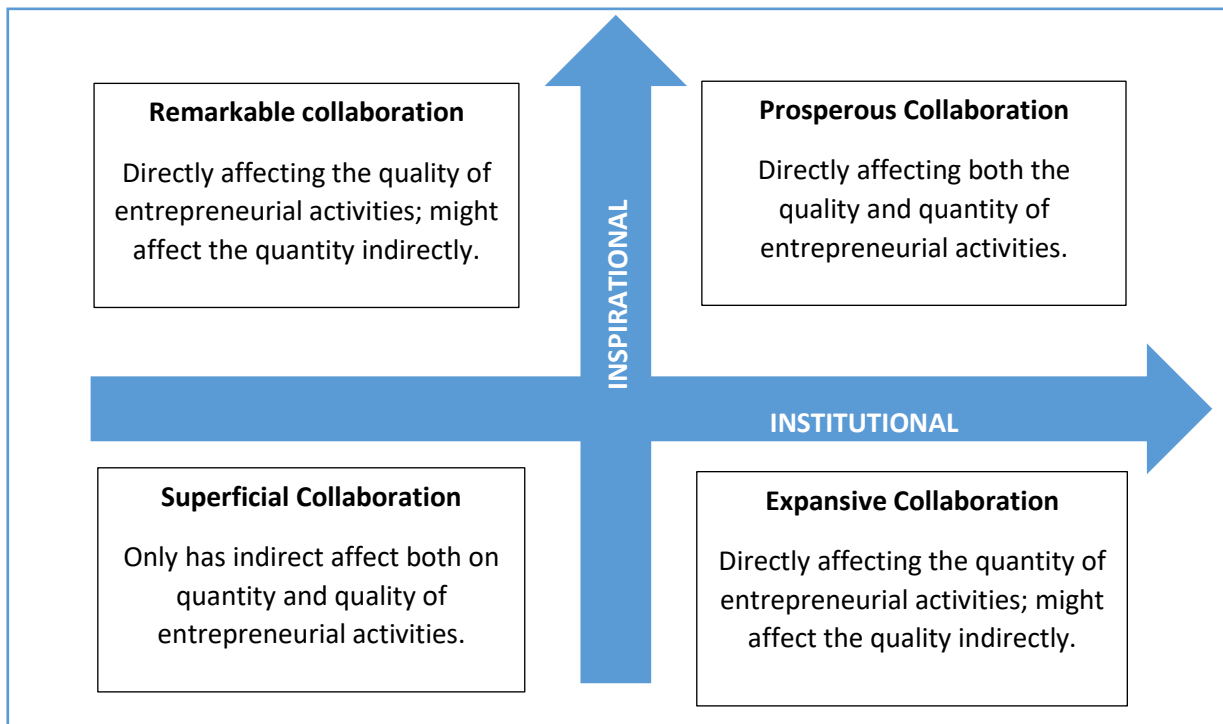 Remarkable collaboration
Directly affecting the quality of
entrepreneurial activities; might
affect the quantity indirectly.
Prosperous Collaboration
Directly affecting both the
quality and quantity of
entrepreneurial activities.
INSPIRATIONAL
INSTITUTIONAL
Superficial Collaboration
Only has indirect affect both on
quantity and quality of
entrepreneurial activities.
Expansive Collaboration
Directly affecting the quantity of
entrepreneurial activities; might
affect the quality indirectly.